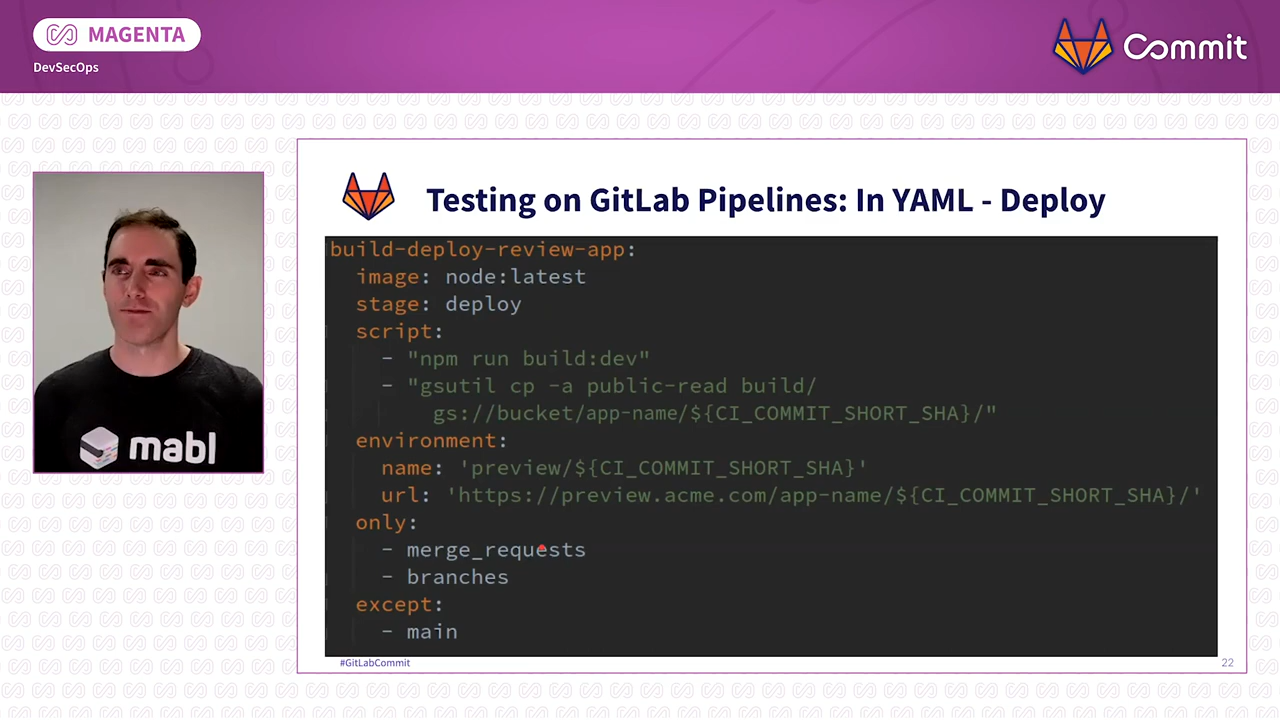 MAGENTA
DevSecOps
Commit
mabl
Testing on GitLab Pipelines: In YAML - Deploy
build-deploy-review-app:
image: node:latest
stage: deploy
script:
- "npm run build:dev"
- "gsutil cp -a public-read build/
gs://bucket/app-name/${CI_COMMIT_SHORT_SHA}/"
environment:
name: 'preview/${CI_COMMIT_SHORT_SHA}'
url: 'https://preview.acme.com/app-name/${CI_COMMIT_SHORT_SHA}/'
only:
- merge_requests
- branches
except:
- main
#GitLabCommit
22